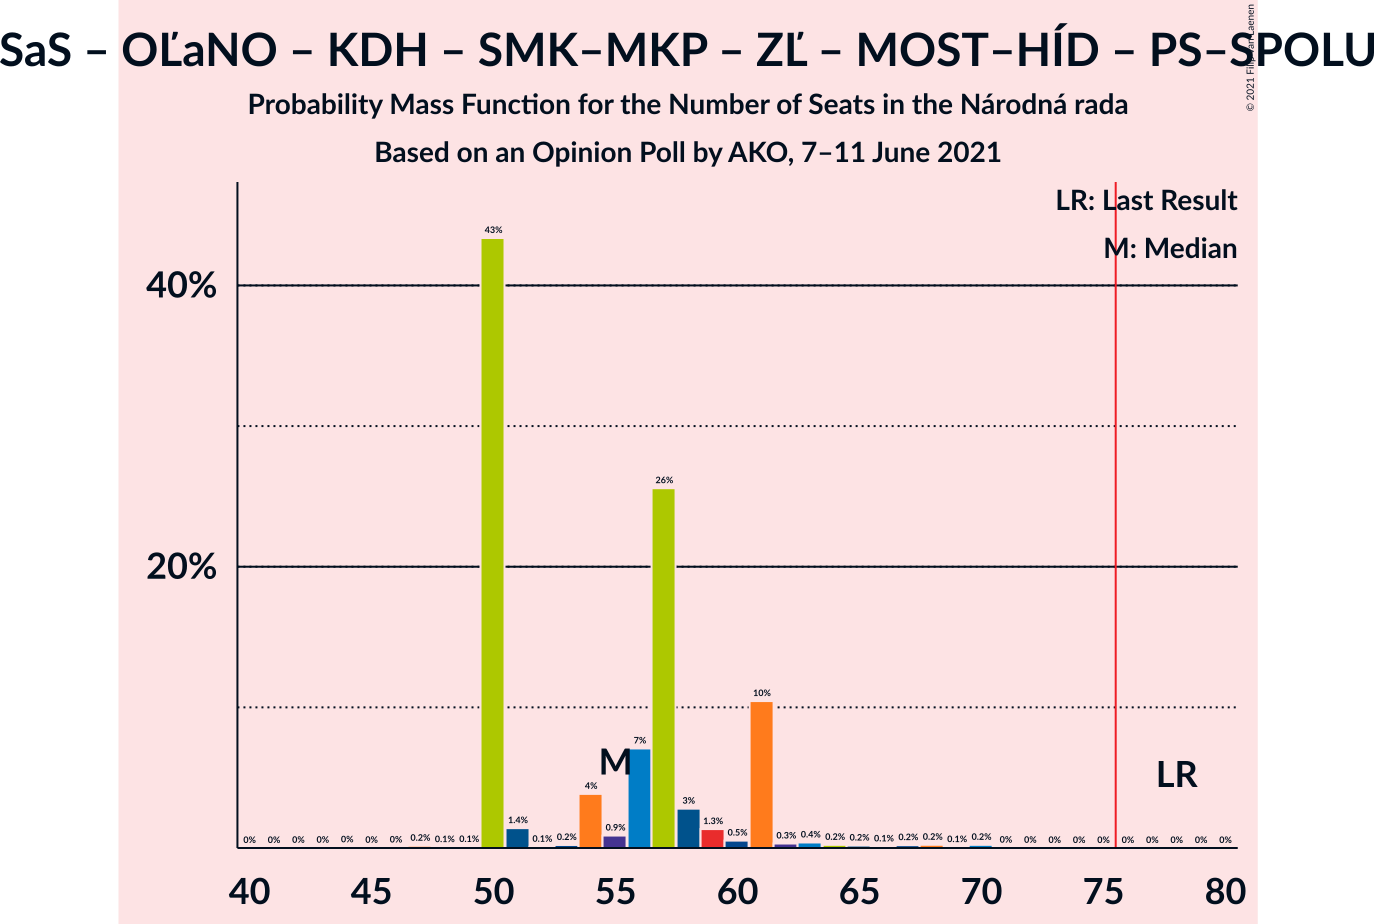 SaS – OĽaNO – KDH – SMK–MKP – ZĽ – MOST–HÍD – PS–SPOLU
© 2021 Filip van Laenen
Probability Mass Function for the Number of Seats in the Národná rada
Based on an Opinion Poll by AKO, 7–11 June 2021
LR: Last Result
M: Median
43%
40%
26%
20%
10%
7%
M
LR
4%
3%
1.4%
0.9%
1.3%
0% 0% 0% 0% 0% 0% 0% 0.2% 0.1% 0.1% 0.1% 0.2% 0.5% 0.3% 0.4% 0.2% 0.2% 0.1% 0.2% 0.2% 0.1% 0.2% 0% 0% 0% 0% 0% 0% 0% 0% 0% 0%
40 45 50 55 60 65 70 75 80